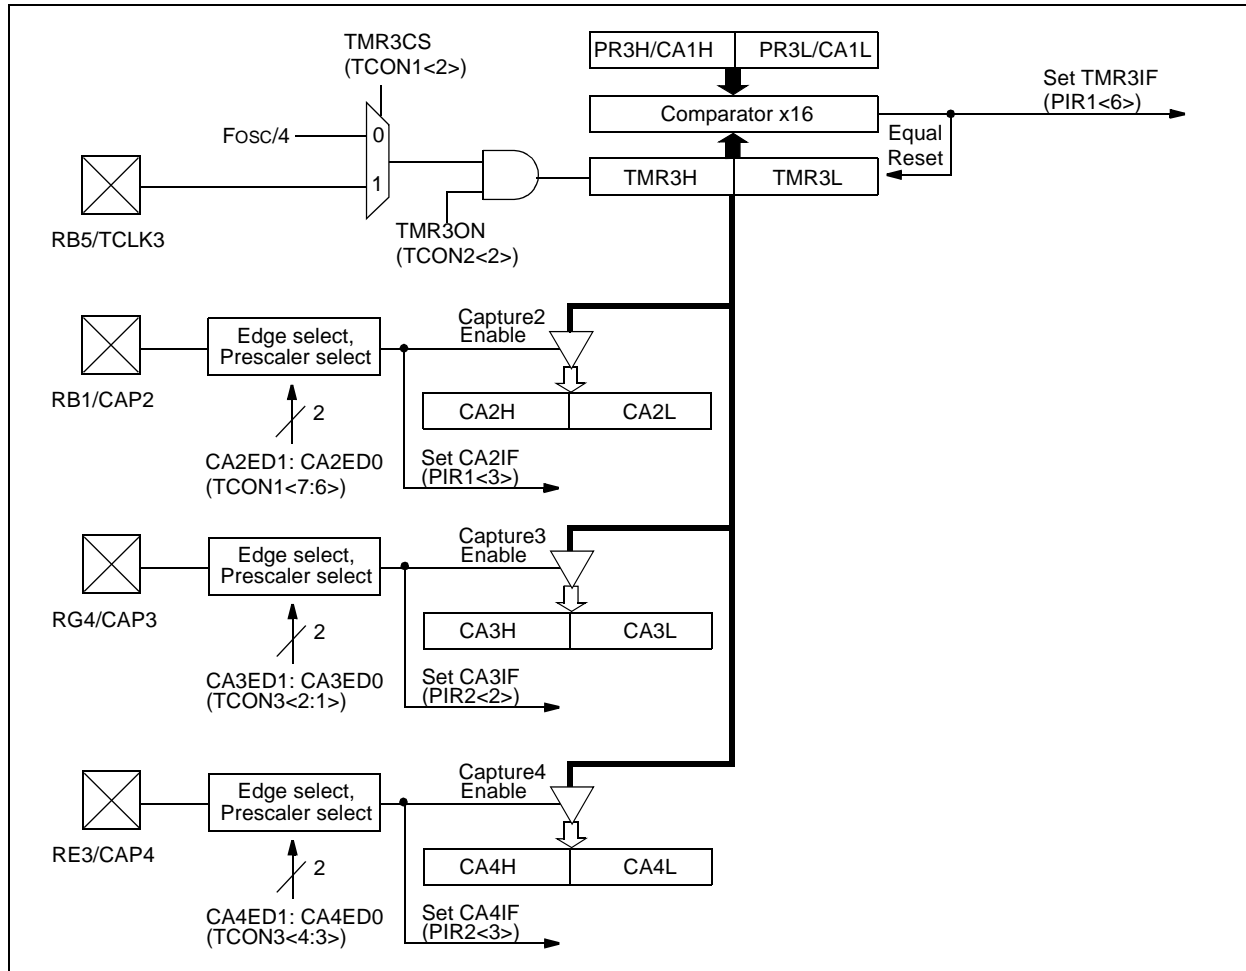 TMR3CS
(TCON1<2>)
PR3H/CA1H PR3L/CA1L
Set TMR3IF
(PIR1<6>)
Comparator x16
FOSC/4
0
Equal
Reset
1
TMR3H TMR3L
RB5/TCLK3
TMR3ON
(TCON2<2>)
Capture2
Enable
Edge select,
Prescaler select
RB1/CAP2
2
CA2H CA2L
CA2ED1: CA2ED0
(TCON1<7:6>)
Set CA2IF
(PIR1<3>)
Capture3
Enable
Edge select,
Prescaler select
RG4/CAP3
2
CA3H CA3L
CA3ED1: CA3ED0
(TCON3<2:1>)
Set CA3IF
(PIR2<2>)
Capture4
Enable
Edge select,
Prescaler select
RE3/CAP4
2
CA4H CA4L
CA4ED1: CA4ED0
(TCON3<4:3>)
Set CA4IF
(PIR2<3>)